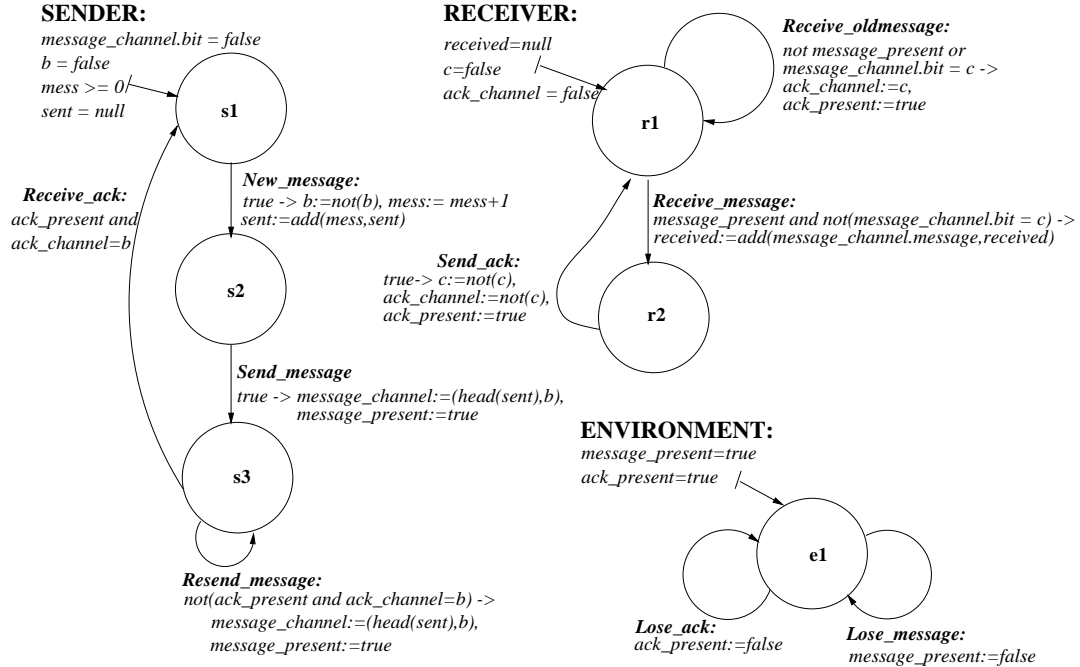 SENDER:
message_channel.bit = false
b = false
mess >= 0
sent = null
s1
Receive_ack:
ack_present and
ack_channel=b
New_message:
true -> b:=not(b), mess:= mess+1
sent:=add(mess,sent)
s2
Send_message
true -> message_channel:=(head(sent),b),
message_present:=true
s3
Resend_message:
not(ack_present and ack_channel=b) ->
message_channel:=(head(sent),b),
message_present:=true
RECEIVER:
received=null
c=false
ack_channel = false
r1
Receive_oldmessage:
not message_present or
message_channel.bit = c ->
ack_channel:=c,
ack_present:=true
Receive_message:
message_present and not(message_channel.bit = c) ->
received:=add(message_channel.message,received)
Send_ack:
true-> c:=not(c),
ack_channel:=not(c),
ack_present:=true
r2
ENVIRONMENT:
message_present=true
ack_present=true
e1
Lose_ack:
ack_present:=false
Lose_message:
message_present:=false